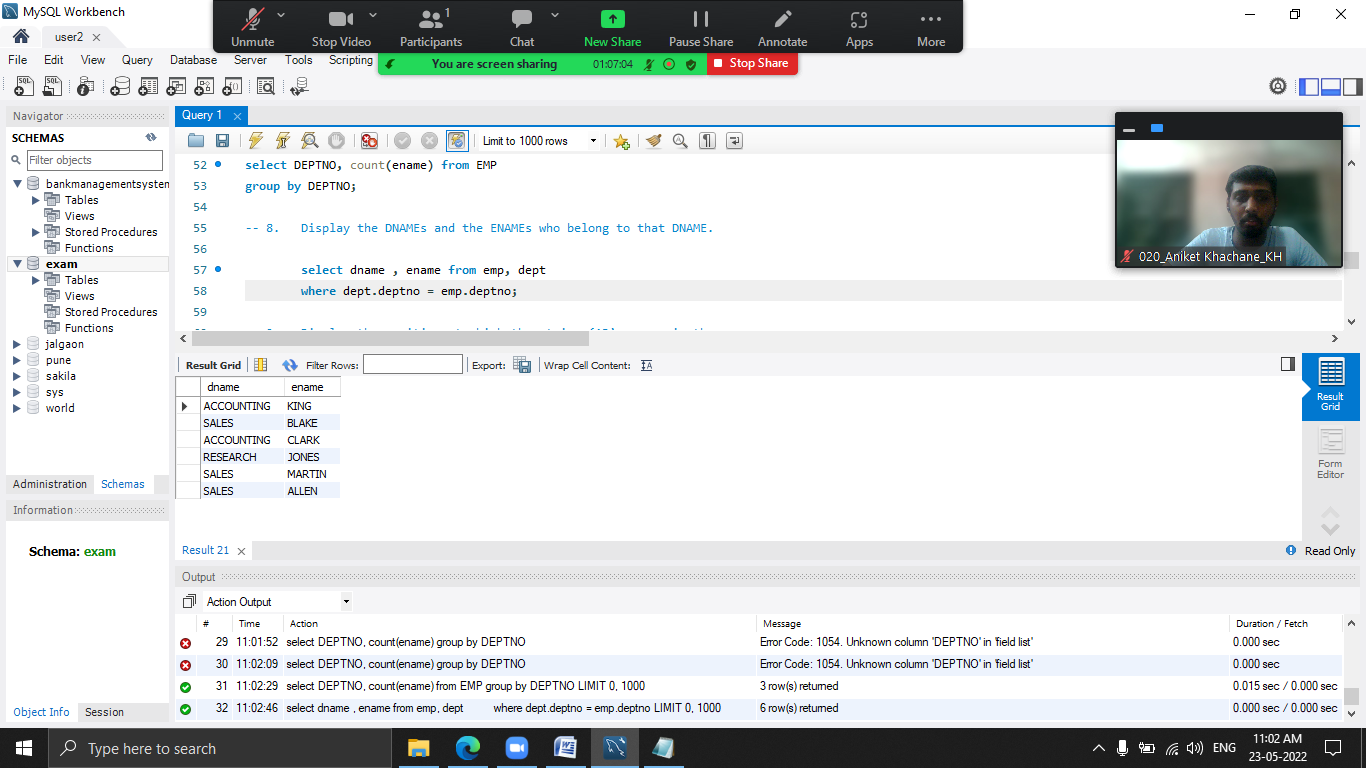 MySQL Workbench
user2
File Edit View Query Database Server Tools Scripting
Unmute Stop Video Participants 1 Chat New Share Pause Share Annotate Apps More
You are screen sharing 01:07:04 Stop Share
Navigator
SCHEMAS
Filter objects
bankmanagementsystem
Tables
Views
Stored Procedures
Functions
exam
Tables
Views
Stored Procedures
Functions
jalgaon
pune
sakila
sys
world
Administration Schemas
Information
Schema: exam
Object Info Session
Query 1
Limit to 1000 rows
52 select DEPTNO, count(ename) from EMP
53 group by DEPTNO;
54
55 -- 8. Display the DNAMEs and the ENAMEs who belong to that DNAME.
56
57 select dname , ename from emp, dept
58 where dept.deptno = emp.deptno;
59
020_Aniket Khachane_KH
Result Grid Filter Rows: Export: Wrap Cell Content:
dname ename
ACCOUNTING KING
SALES BLAKE
ACCOUNTING CLARK
RESEARCH JONES
SALES MARTIN
SALES ALLEN
Result Grid
Form Editor
Result 21
Read Only
Output
Action Output
# Time Action Message Duration / Fetch
29 11:01:52 select DEPTNO, count(ename) group by DEPTNO Error Code: 1054. Unknown column 'DEPTNO' in 'field list' 0.000 sec
30 11:02:09 select DEPTNO, count(ename) group by DEPTNO Error Code: 1054. Unknown column 'DEPTNO' in 'field list' 0.000 sec
31 11:02:29 select DEPTNO, count(ename) from EMP group by DEPTNO LIMIT 0, 1000 3 row(s) returned 0.015 sec / 0.000 sec
32 11:02:46 select dname , ename from emp, dept where dept.deptno = emp.deptno LIMIT 0, 1000 6 row(s) returned 0.000 sec / 0.000 sec
Type here to search
ENG
11:02 AM
23-05-2022